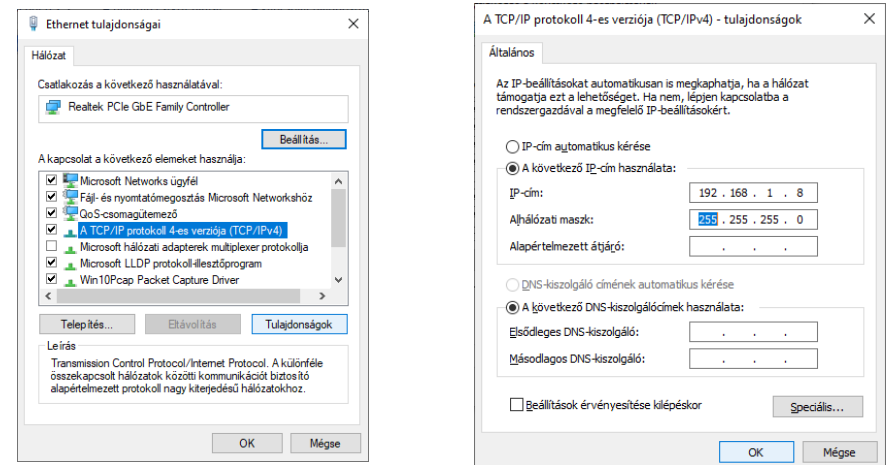 Ethernet tulajdonságai
Hálózat
Csatlakozás a következő használatával:
Realtek PCIe GbE Family Controller
Beállítás...
A kapcsolat a következő elemeket használja:
Microsoft Networks ügyfél
Fájl- és nyomtatómegosztás Microsoft Networkshöz
QoS-csomagütemező
A TCP/IP protokoll 4-es verziója (TCP/IPv4)
Microsoft hálózati adapterek multiplexer protokollja
Microsoft LLDP protokoll-illesztőprogram
Win10Pcap Packet Capture Driver
Telepítés...
Eltávolítás
Tulajdonságok
Leírás
Transmission Control Protocol/Internet Protocol. A különféle
összekapcsolt hálózatok közötti kommunikációt biztosító
alapértelmezett protokoll nagy kiterjedésű hálózatokhoz.
OK
Mégse
A TCP/IP protokoll 4-es verziója (TCP/IPv4) - tulajdonságok
Általános
Az IP-beállításokat automatikusan is megkaphatja, ha a hálózat
támogatja ezt a lehetőséget. Ha nem, lépjen kapcsolatba a
rendszergazdával a megfelelő IP-beállításokért.
IP-cím automatikus kérése
A következő IP-cím használata:
IP-cím:
192 . 168 . 1 . 8
Alhálózati maszk:
255 . 255 . 255 . 0
Alapértelmezett átjáró:
. . .
DNS-kiszolgáló címének automatikus kérése
A következő DNS-kiszolgálócímek használata:
Elsődleges DNS-kiszolgáló:
. . .
Másodlagos DNS-kiszolgáló:
. . .
Beállítások érvényesítése kilépéskor
Speciális...
OK
Mégse